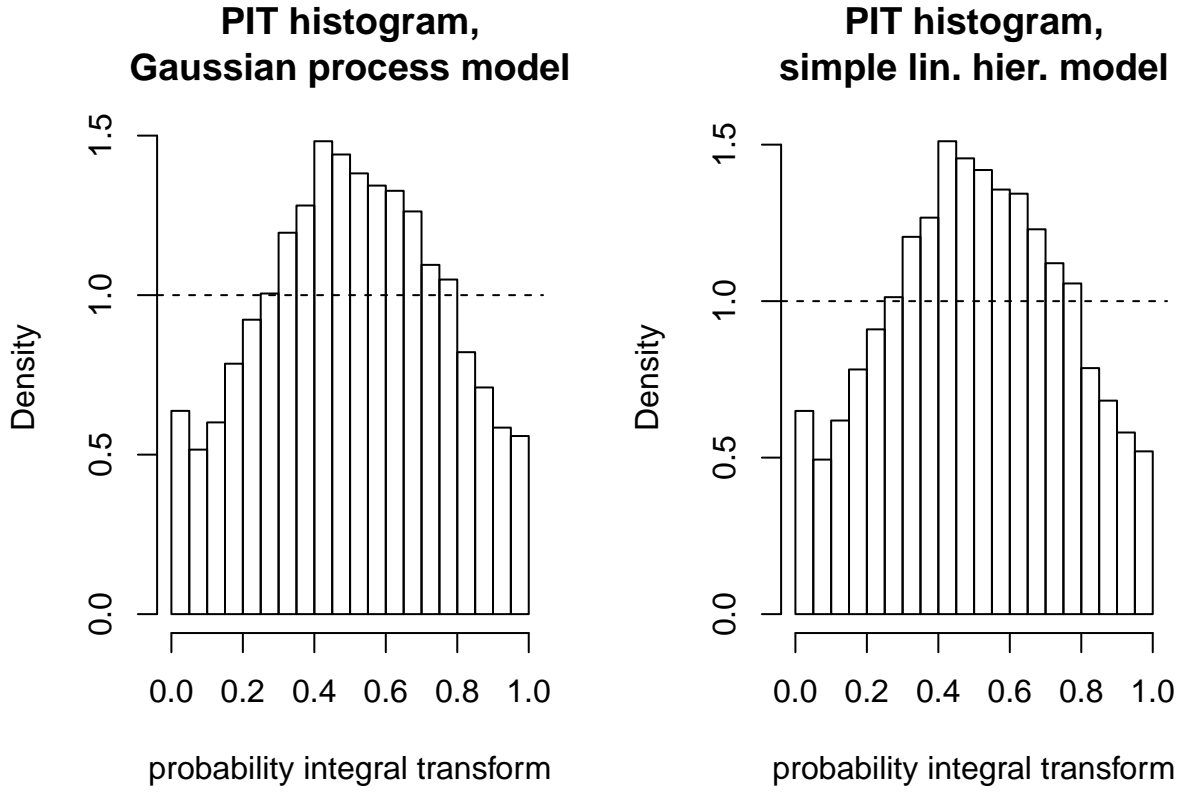 PIT histogram,
Gaussian process model
Density
0.0 0.5 1.0 1.5
0.0 0.2 0.4 0.6 0.8 1.0
probability integral transform
PIT histogram,
simple lin. hier. model
Density
0.0 0.5 1.0 1.5
0.0 0.2 0.4 0.6 0.8 1.0
probability integral transform